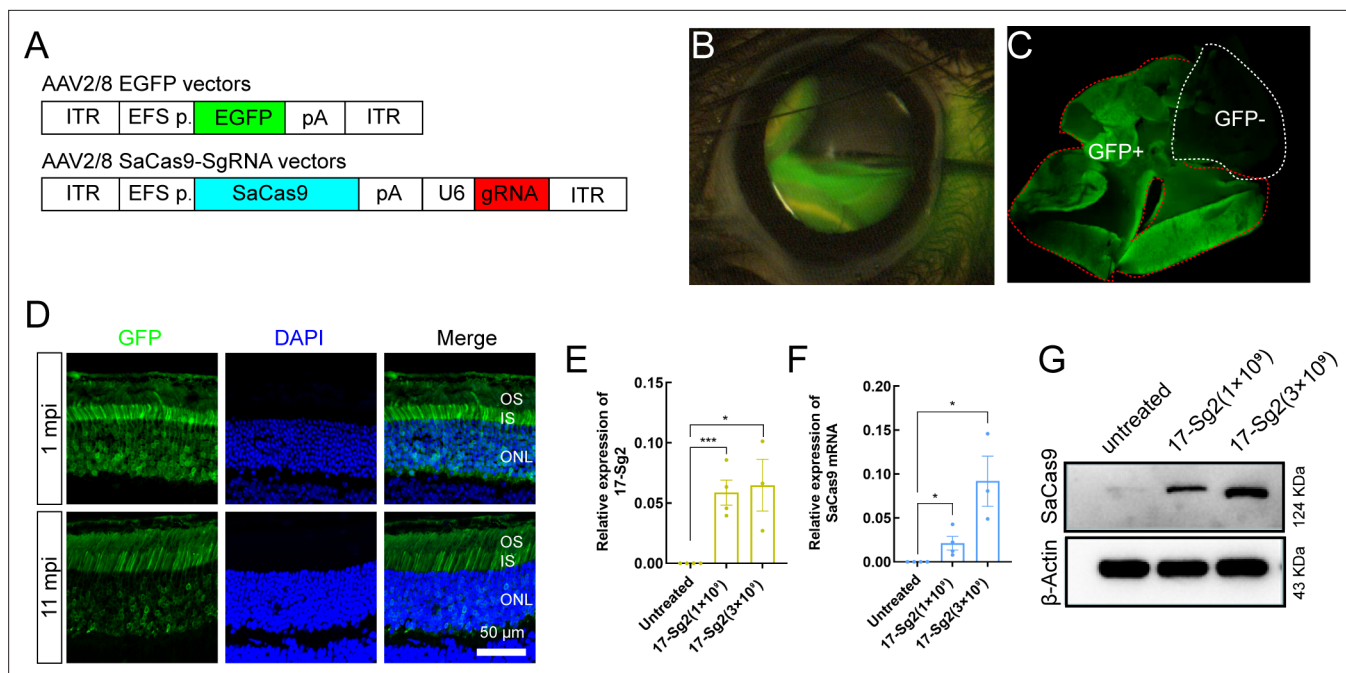 A
AAV2/8 EGFP vectors
ITR EFS p. EGFP pA ITR
AAV2/8 SaCas9-SgRNA vectors
ITR EFS p. SaCas9 pA U6 gRNA ITR
B
C
GFP+
GFP-
D
GFP DAPI Merge
1 mpi
OS
IS
ONL
11 mpi
OS
IS
ONL
50 µm
E
Relative expression of
17-Sg2
0.15
0.10
0.05
0.00
***
*
Untreated
17-Sg2(1×10⁹)
17-Sg2(3×10⁹)
F
Relative expression of
SaCas9 mRNA
0.20
0.15
0.10
0.05
0.00
*
*
Untreated
17-Sg2(1×10⁹)
17-Sg2(3×10⁹)
G
untreated
17-Sg2(1×10⁹)
17-Sg2(3×10⁹)
SaCas9
124 KDa
β-Actin
43 KDa